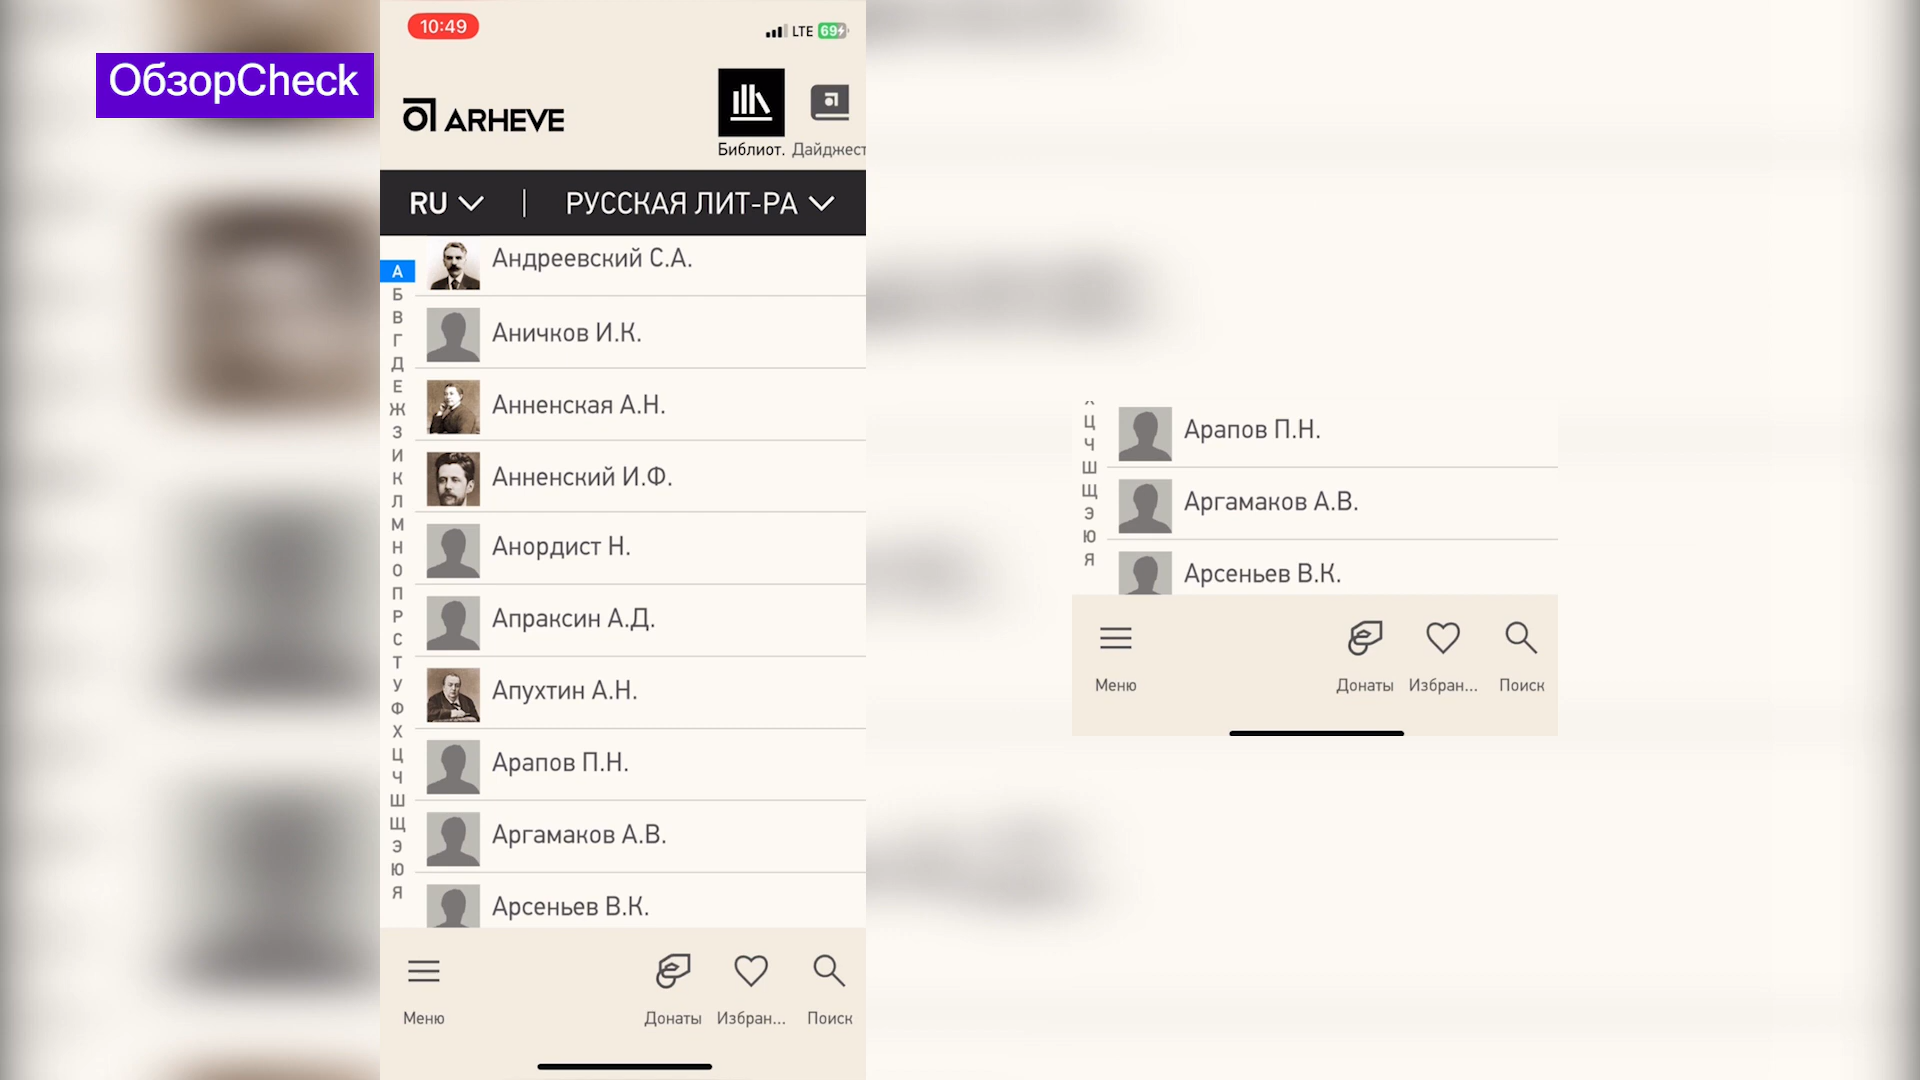 ОбзорCheck
10:49
LTE 69
ARHEVE
Библиот. Дайджест
RU | РУССКАЯ ЛИТ-РА
А
Б
В
Г
Д
Е
Ж
З
И
К
Л
М
Н
О
П
Р
С
Т
У
Ф
Х
Ц
Ч
Ш
Щ
Э
Ю
Я
Андреевский С.А.
Аничков И.К.
Анненская А.Н.
Анненский И.Ф.
Анордист Н.
Апраксин А.Д.
Апухтин А.Н.
Арапов П.Н.
Аргамаков А.В.
Арсеньев В.К.
Меню Донаты Избран... Поиск
Ц
Ч
Ш
Щ
Э
Ю
Я
Арапов П.Н.
Аргамаков А.В.
Арсеньев В.К.
Меню Донаты Избран... Поиск